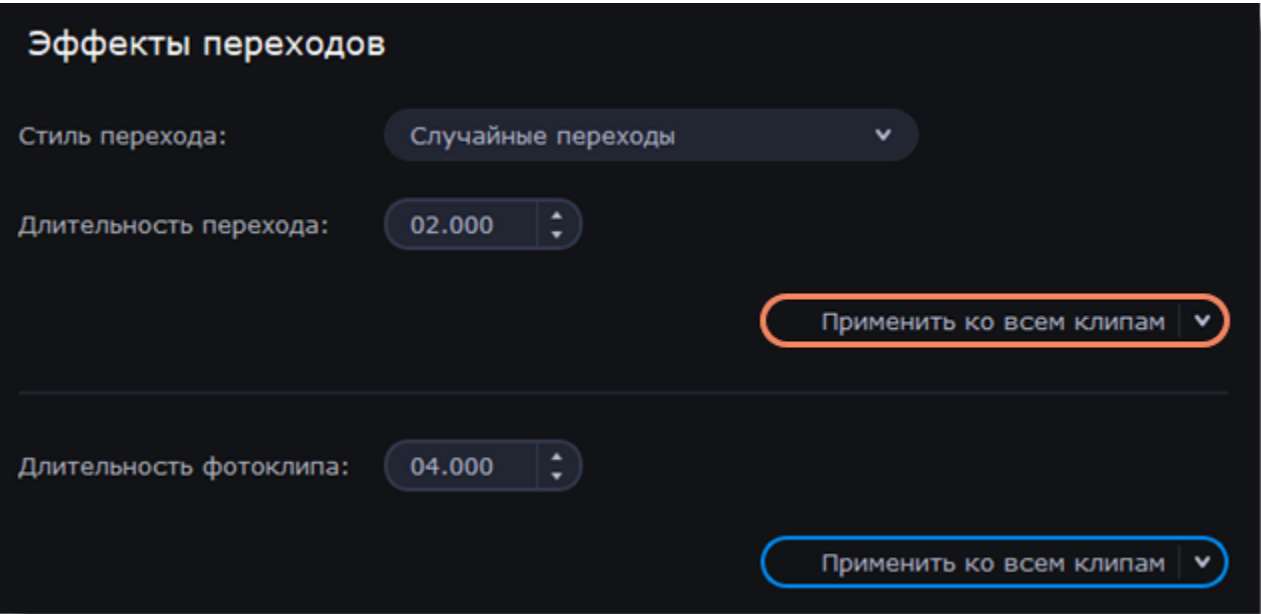 Эффекты переходов
Стиль перехода: Случайные переходы
Длительность перехода: 02.000
Применить ко всем клипам
Длительность фотоклипа: 04.000
Применить ко всем клипам